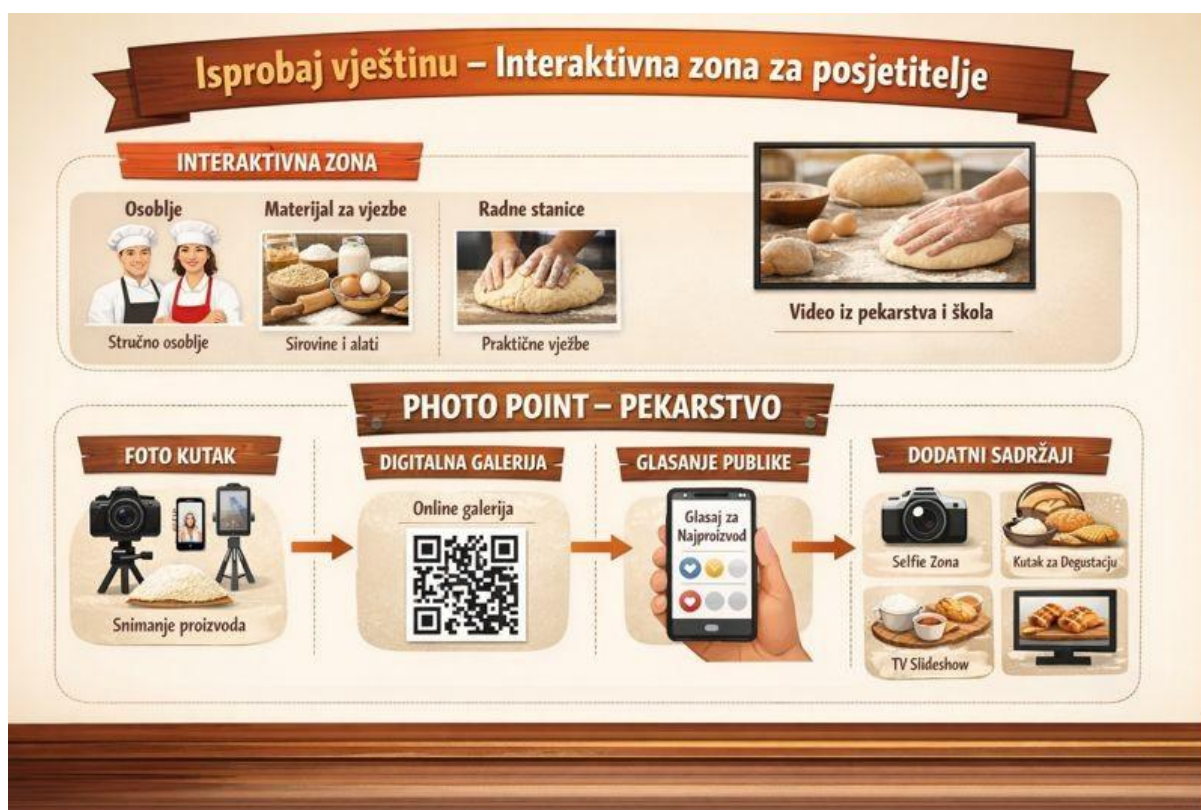 Isprobaj vještinu – Interaktivna zona za posjetitelje
INTERAKTIVNA ZONA
Osoblje
Stručno osoblje
Materijal za vjezbe
Sirovine i alati
Radne stanice
Praktične vježbe
Video iz pekarstva i škola
PHOTO POINT – PEKARSTVO
FOTO KUTAK
Snimanje proizvoda
DIGITALNA GALERIJA
Online galerija
GLASANJE PUBLIKE
Glasaj za
Najproizvod
DODATNI SADRŽAJI
Selfie Zona
Kutak za Degustacju
TV Slideshow